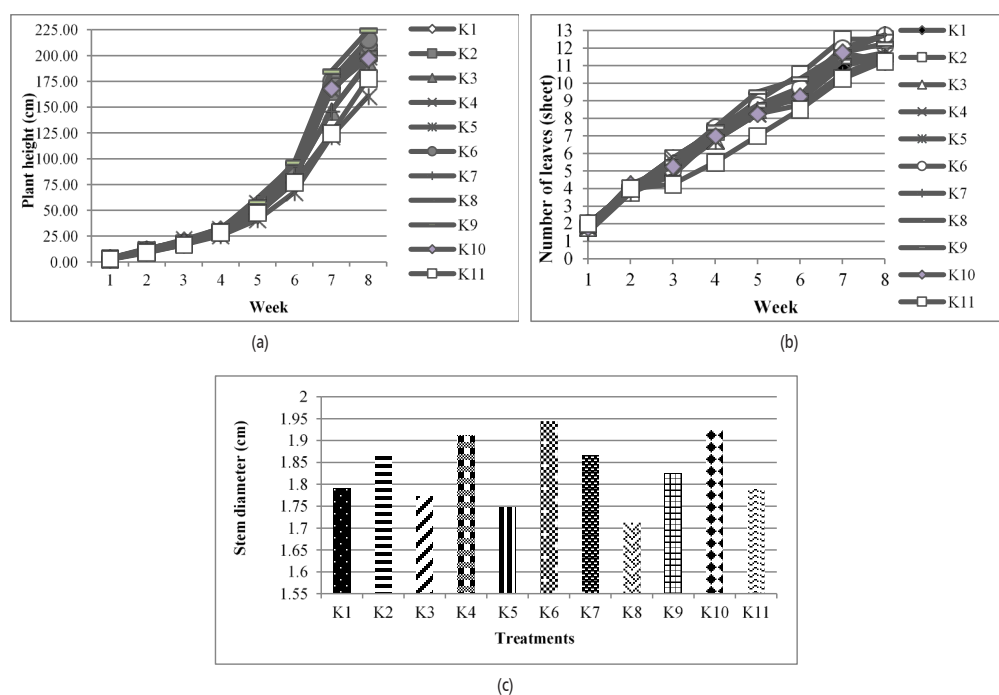 Plant height (cm)
225.00
200.00
175.00
150.00
125.00
100.00
75.00
50.00
25.00
0.00
1 2 3 4 5 6 7 8
Week
K1
K2
K3
K4
K5
K6
K7
K8
K9
K10
K11
(a)
Number of leaves (sheet)
13
12
11
10
9
8
7
6
5
4
3
2
1
0
1 2 3 4 5 6 7 8
Week
K1
K2
K3
K4
K5
K6
K7
K8
K9
K10
K11
(b)
Stem diameter (cm)
2
1.95
1.9
1.85
1.8
1.75
1.7
1.65
1.6
1.55
K1 K2 K3 K4 K5 K6 K7 K8 K9 K10 K11
Treatments
(c)